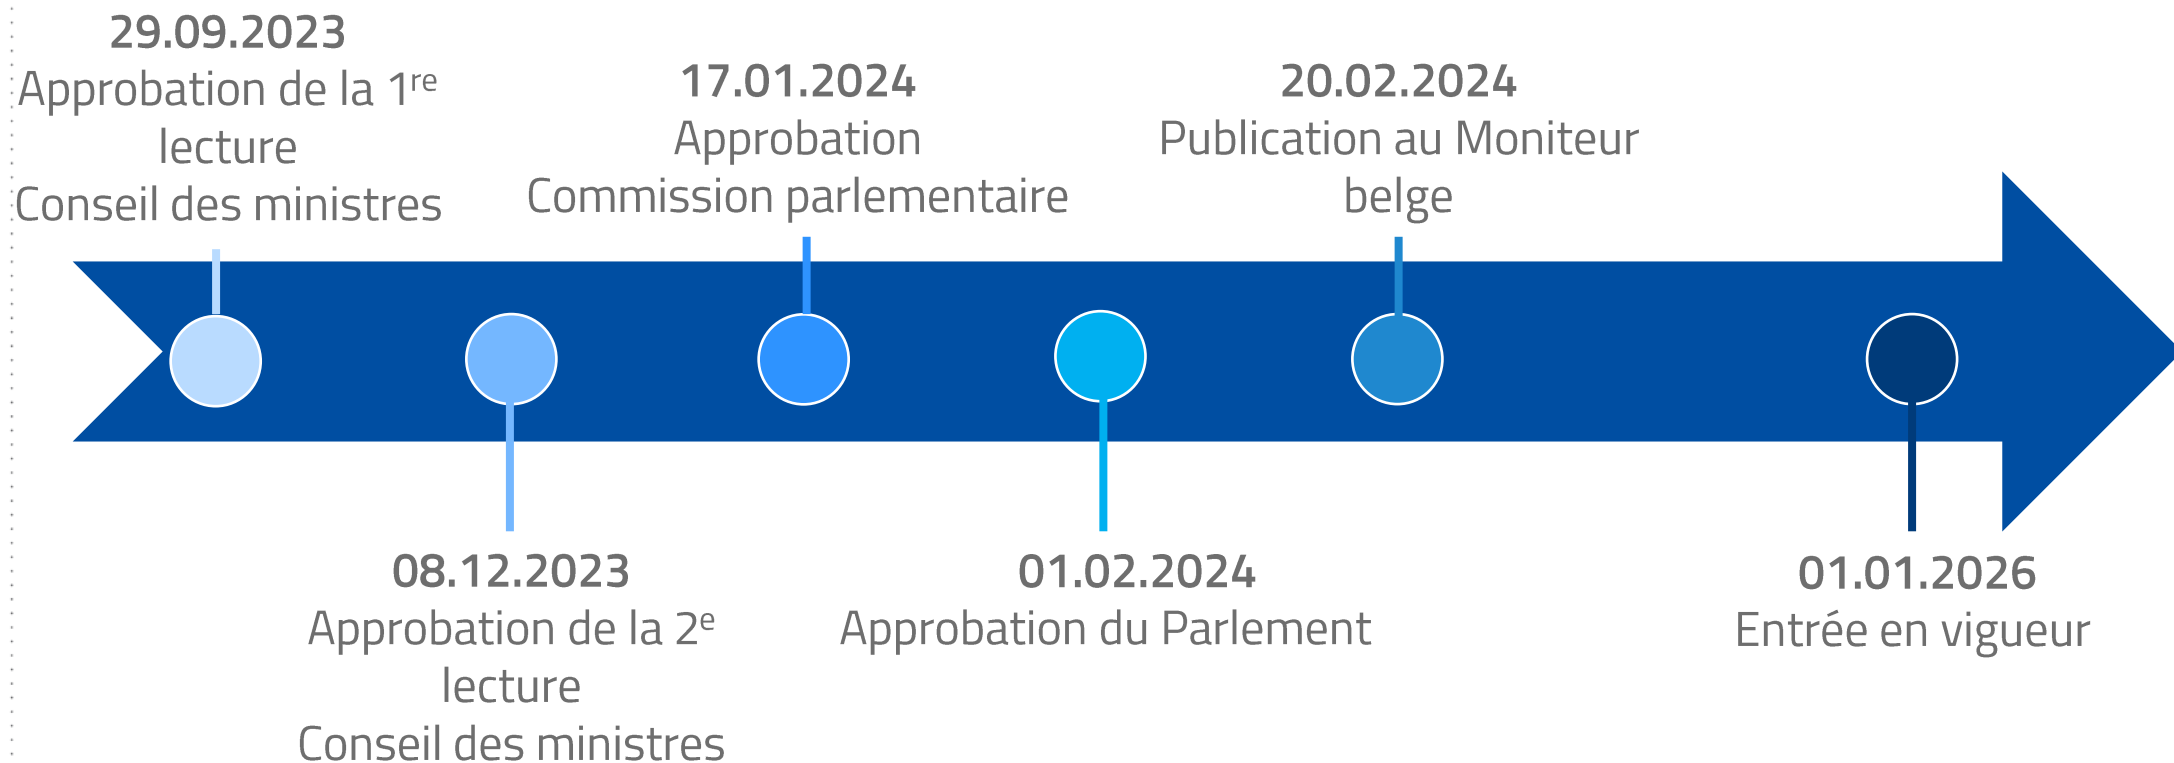 29.09.2023
Approbation de la 1re
lecture
Conseil des ministres
08.12.2023
Approbation de la 2e
lecture
Conseil des ministres
17.01.2024
Approbation
Commission parlementaire
01.02.2024
Approbation du Parlement
20.02.2024
Publication au Moniteur
belge
01.01.2026
Entrée en vigueur